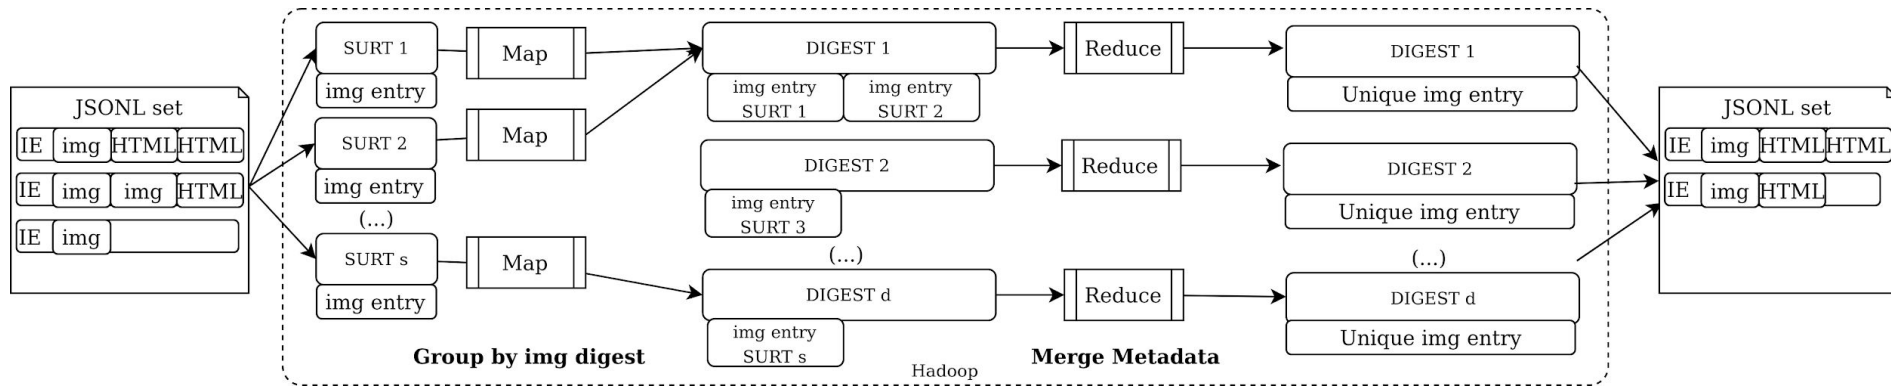 JSONL set
IE img HTML HTML
IE img img HTML
IE img
SURT 1
img entry
SURT 2
img entry
(...)
SURT s
img entry
Map
Map
Map
Group by img digest
DIGEST 1
img entry
SURT 1
img entry
SURT 2
DIGEST 2
img entry
SURT 3
(...)
DIGEST d
img entry
SURT s
Reduce
Reduce
Reduce
Merge Metadata
Hadoop
DIGEST 1
Unique img entry
DIGEST 2
Unique img entry
(...)
DIGEST d
Unique img entry
JSONL set
IE img HTML HTML
IE img HTML